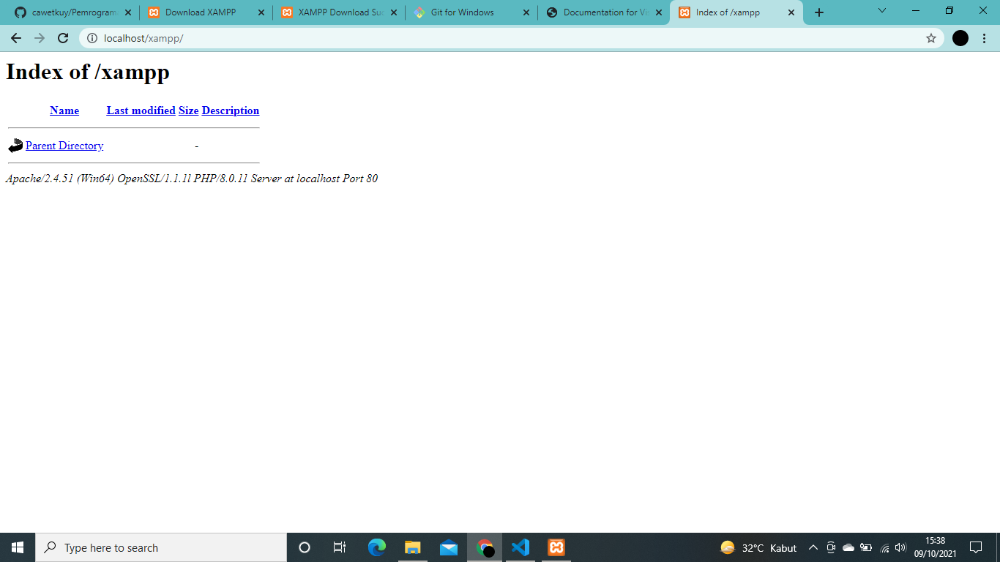 cawetkuy/Pemrogram
Download XAMPP
XAMPP Download Suc
Git for Windows
Documentation for Vis
Index of /xampp
localhost/xampp/
Index of /xampp
Name Last modified Size Description
Parent Directory -
Apache/2.4.51 (Win64) OpenSSL/1.1.1l PHP/8.0.11 Server at localhost Port 80
Type here to search
32°C Kabut
15:38
09/10/2021